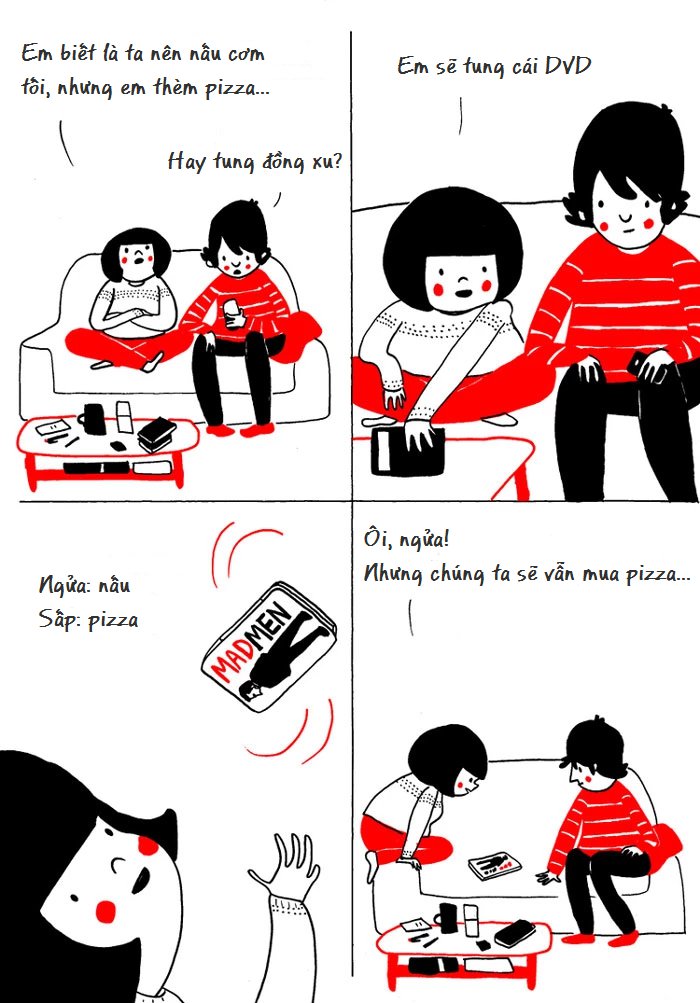 Em biết là ta nên nấu cơm
tối, nhưng em thèm pizza...
Hay tung đồng xu?
Em sẽ tung cái DVD
Ngửa: nấu
Sấp: pizza
MADMEN
Ôi, ngửa!
Nhưng chúng ta sẽ vẫn mua pizza...